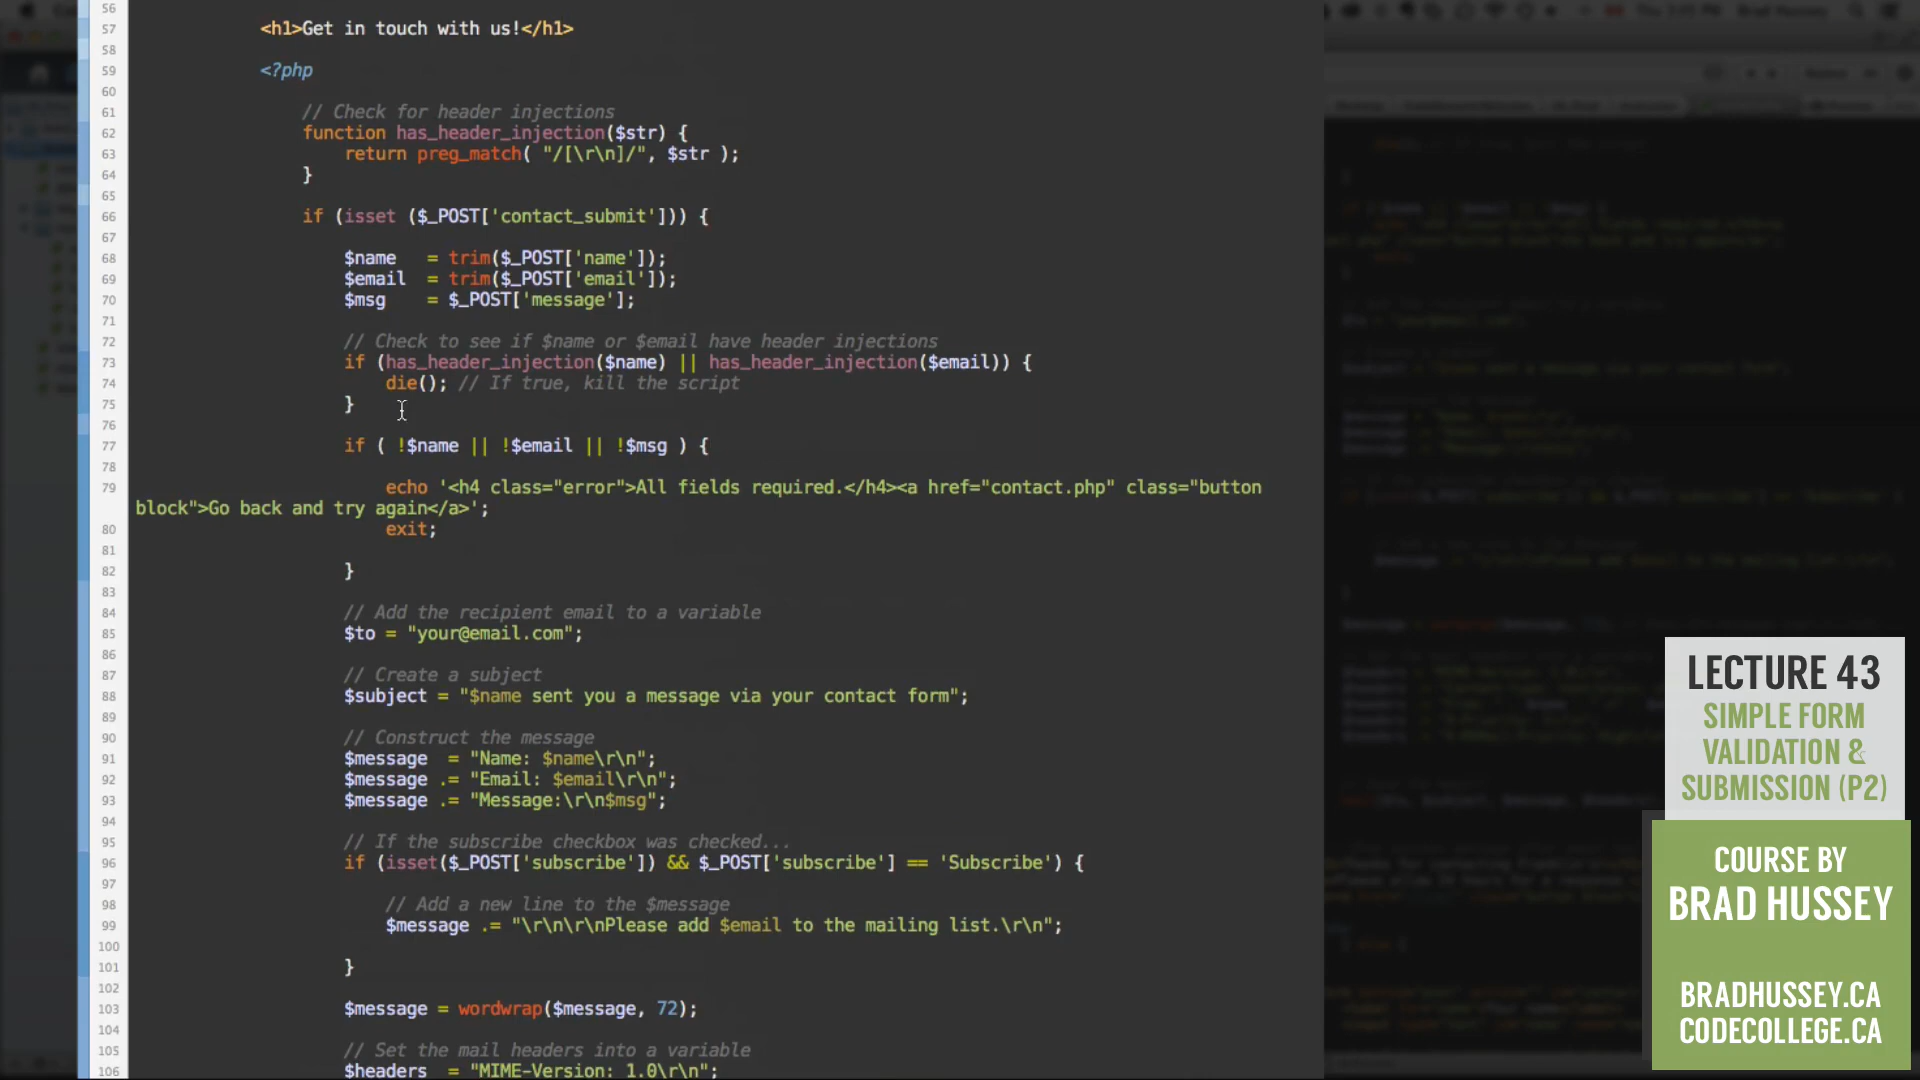 56
57 <h1>Get in touch with us!</h1>
58
59 <?php
60
61 // Check for header injections
62 function has_header_injection($str) {
63 return preg_match( "/[\r\n]/", $str );
64 }
65
66 if (isset ($_POST['contact_submit'])) {
67
68 $name = trim($_POST['name']);
69 $email = trim($_POST['email']);
70 $msg = $_POST['message'];
71
72 // Check to see if $name or $email have header injections
73 if (has_header_injection($name) || has_header_injection($email)) {
74 die(); // If true, kill the script
75 }
76
77 if ( !$name || !$email || !$msg ) {
78
79 echo '<h4 class="error">All fields required.</h4><a href="contact.php" class="button
block">Go back and try again</a>';
80 exit;
81
82 }
83
84 // Add the recipient email to a variable
85 $to = "your@email.com";
86
87 // Create a subject
88 $subject = "$name sent you a message via your contact form";
89
90 // Construct the message
91 $message = "Name: $name\r\n";
92 $message .= "Email: $email\r\n";
93 $message .= "Message:\r\n$msg";
94
95 // If the subscribe checkbox was checked...
96 if (isset($_POST['subscribe']) && $_POST['subscribe'] == 'Subscribe') {
97
98 // Add a new line to the $message
99 $message .= "\r\n\r\nPlease add $email to the mailing list.\r\n";
100
101 }
102
103 $message = wordwrap($message, 72);
104
105 // Set the mail headers into a variable
106 $headers = "MIME-Version: 1.0\r\n";
LECTURE 43
SIMPLE FORM
VALIDATION &
SUBMISSION (P2)
COURSE BY
BRAD HUSSEY
BRADHUSSEY.CA
CODECOLLEGE.CA